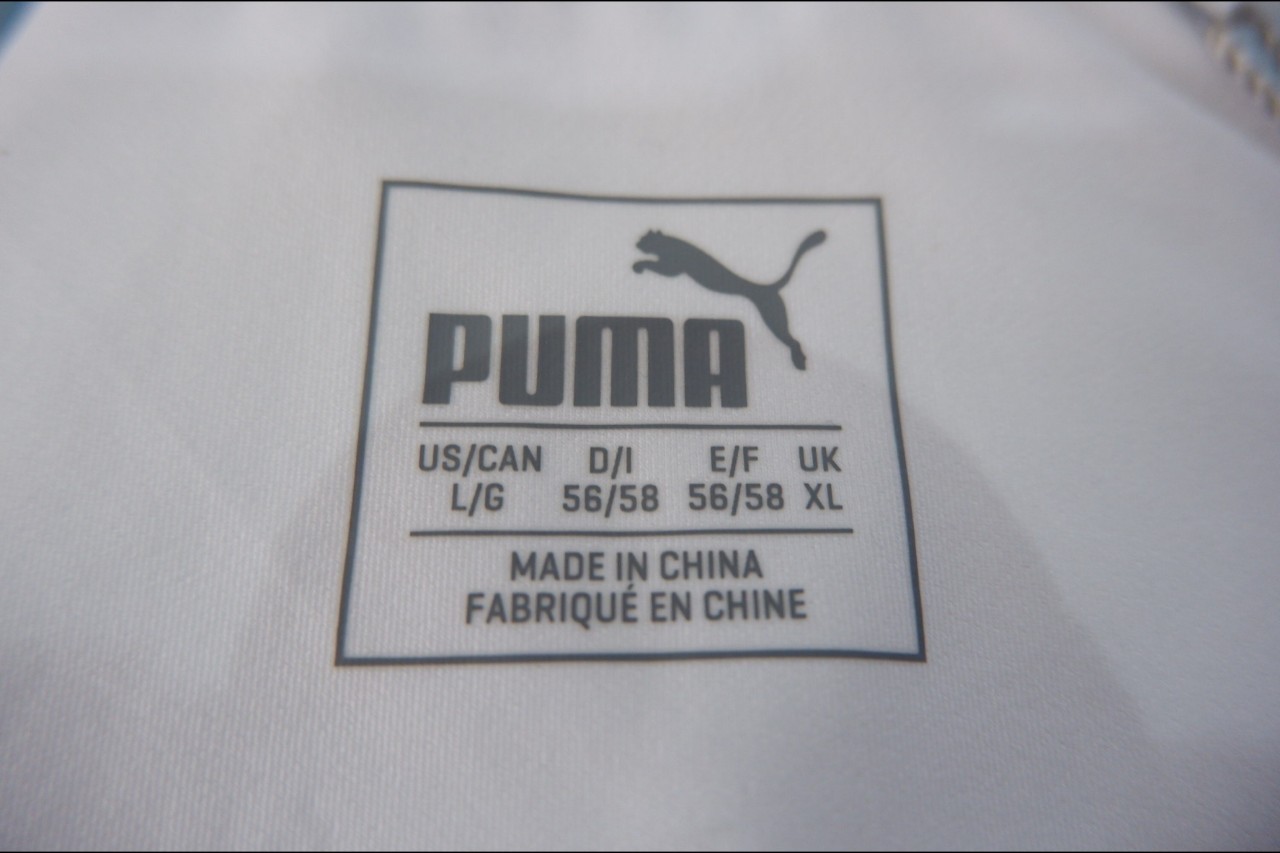 PUMA
US/CAN D/I E/F UK
L/G 56/58 56/58 XL
MADE IN CHINA
FABRIQUÉ EN CHINE